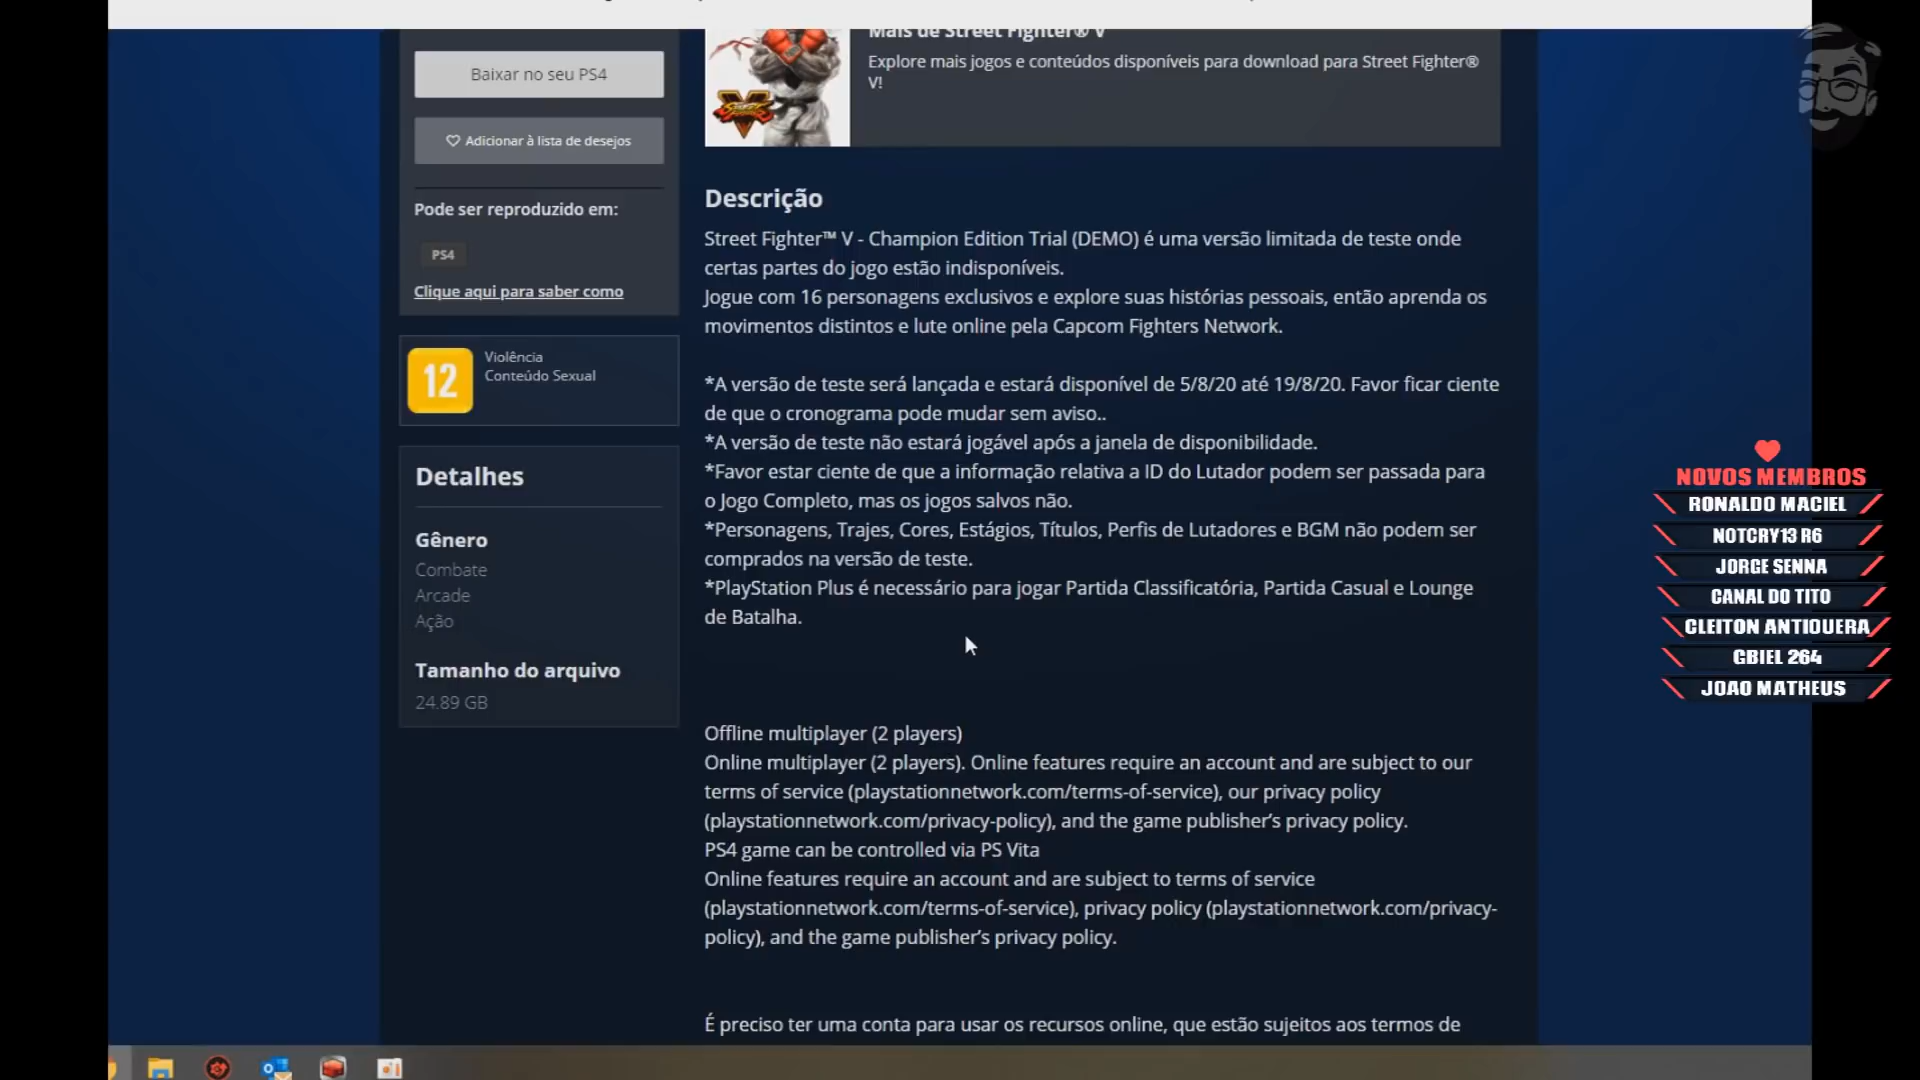 Mais de Street Fighter® V
Explore mais jogos e conteúdos disponíveis para download para Street Fighter®
V!
Baixar no seu PS4
Adicionar à lista de desejos
Pode ser reproduzido em:
PS4
Clique aqui para saber como
12
Violência
Conteúdo Sexual
Detalhes
Gênero
Combate
Arcade
Ação
Tamanho do arquivo
24.89 GB
Descrição
Street Fighter™ V - Champion Edition Trial (DEMO) é uma versão limitada de teste onde
certas partes do jogo estão indisponíveis.
Jogue com 16 personagens exclusivos e explore suas histórias pessoais, então aprenda os
movimentos distintos e lute online pela Capcom Fighters Network.
*A versão de teste será lançada e estará disponível de 5/8/20 até 19/8/20. Favor ficar ciente
de que o cronograma pode mudar sem aviso..
*A versão de teste não estará jogável após a janela de disponibilidade.
*Favor estar ciente de que a informação relativa a ID do Lutador podem ser passada para
o Jogo Completo, mas os jogos salvos não.
*Personagens, Trajes, Cores, Estágios, Títulos, Perfis de Lutadores e BGM não podem ser
comprados na versão de teste.
*PlayStation Plus é necessário para jogar Partida Classificatória, Partida Casual e Lounge
de Batalha.
Offline multiplayer (2 players)
Online multiplayer (2 players). Online features require an account and are subject to our
terms of service (playstationnetwork.com/terms-of-service), our privacy policy
(playstationnetwork.com/privacy-policy), and the game publisher's privacy policy.
PS4 game can be controlled via PS Vita
Online features require an account and are subject to terms of service
(playstationnetwork.com/terms-of-service), privacy policy (playstationnetwork.com/privacy-
policy), and the game publisher's privacy policy.
É preciso ter uma conta para usar os recursos online, que estão sujeitos aos termos de
NOVOS MEMBROS
RONALDO MACIEL
NOTCRY13 R6
JORGE SENNA
CANAL DO TITO
CLEITON ANTIQUERA
GBIEL 264
JOAO MATHEUS